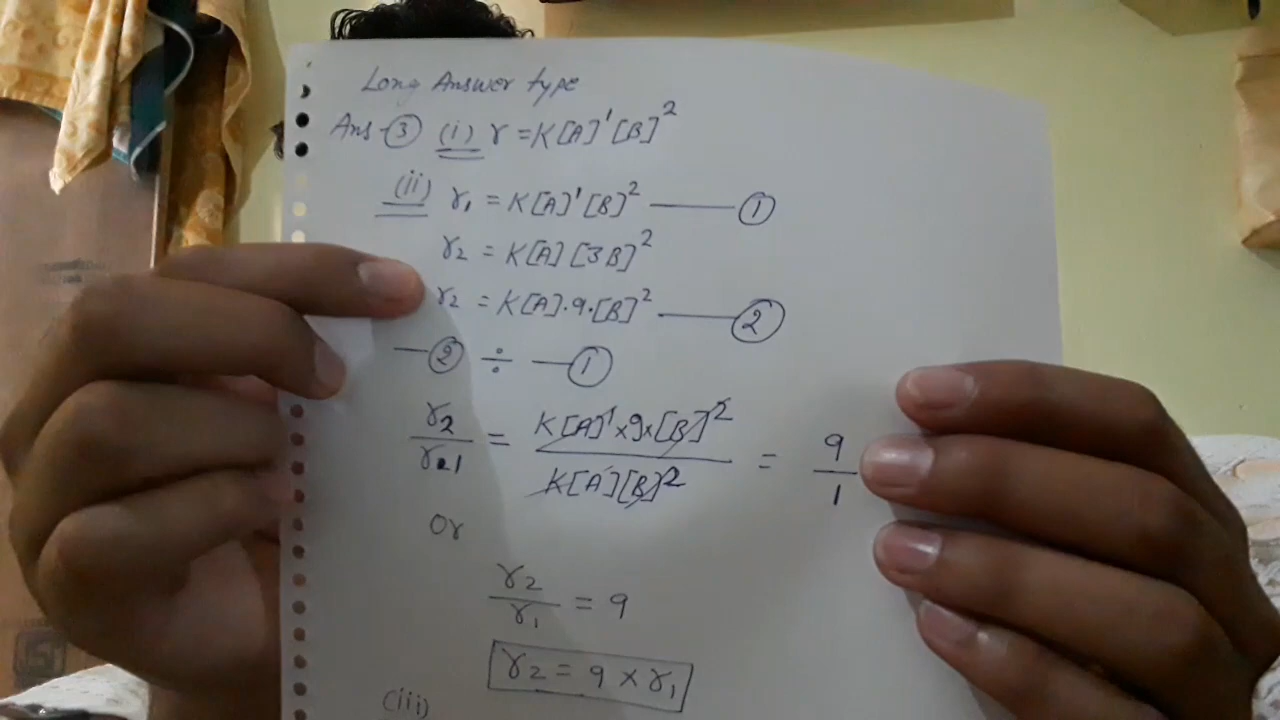 Long Answer type
Ans-③ (i) r = K[A]¹[B]²
(ii) r₁ = K[A]¹[B]² —— ①
r₂ = K[A][3B]²
r₂ = K[A].9.[B]² —— ②
—② ÷ —①
r₂/r₁ = K[A]¹×9×[B]² / K[A][B]² = 9/1
Or
r₂/r₁ = 9
r₂ = 9 × r₁
(iii)